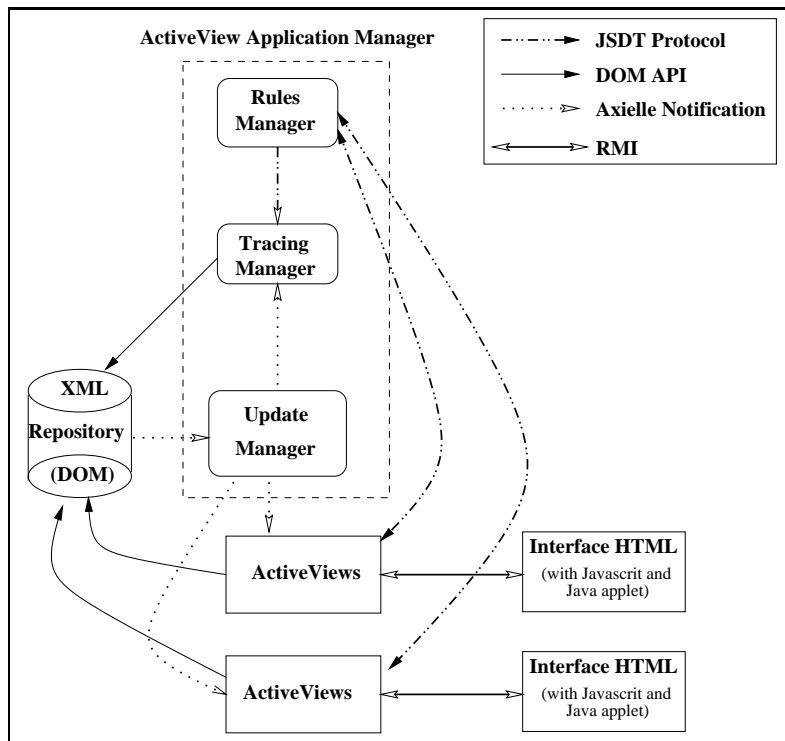 ActiveView Application Manager
JSDT Protocol
DOM API
Axielle Notification
RMI
Rules
Manager
Tracing
Manager
XML
Repository
(DOM)
Update
Manager
ActiveViews
Interface HTML
(with Javascrit and
Java applet)
ActiveViews
Interface HTML
(with Javascrit and
Java applet)